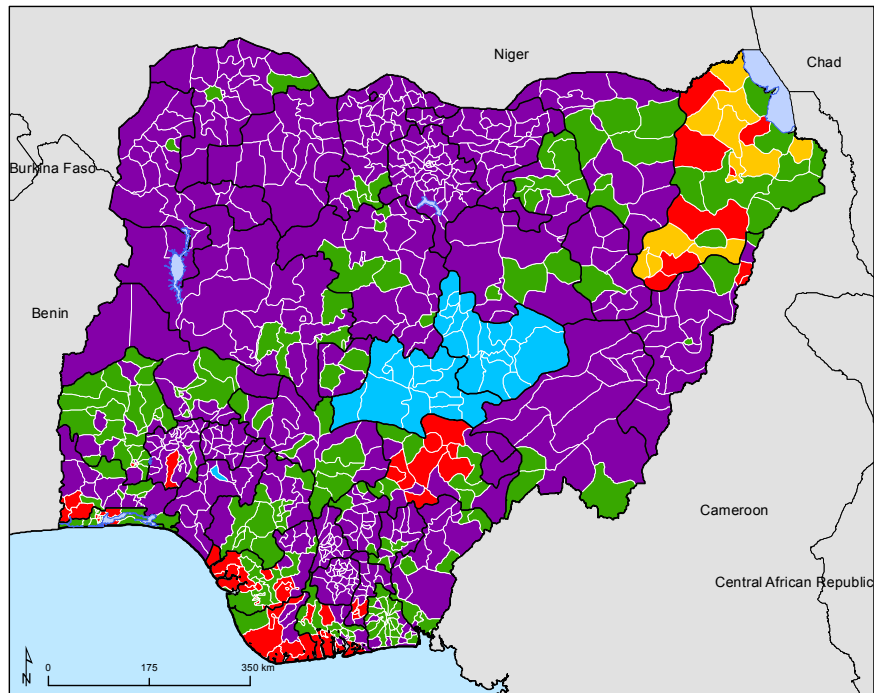 Niger
Chad
Burkina Faso
Benin
Cameroon
Central African Republic
N
0 175 350 km